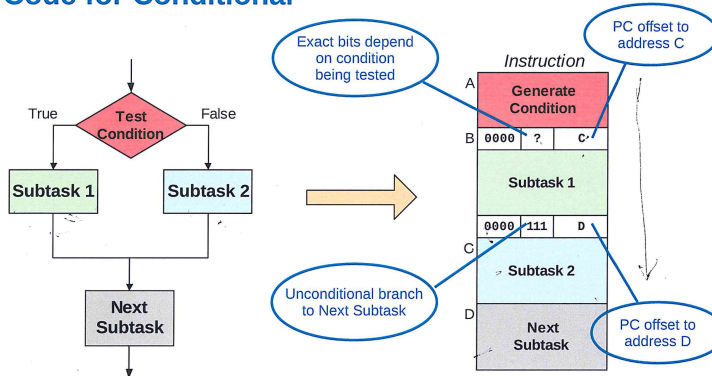 Code for Conditional
True
Test
Condition
False
Subtask 1
Subtask 2
Next
Subtask
Exact bits depend
on condition
being tested
Instruction
PC offset to
address C
A
Generate
Condition
B
0000 ? C
Subtask 1
0000 111 D
C
Subtask 2
Unconditional branch
to Next Subtask
D
Next
Subtask
PC offset to
address D